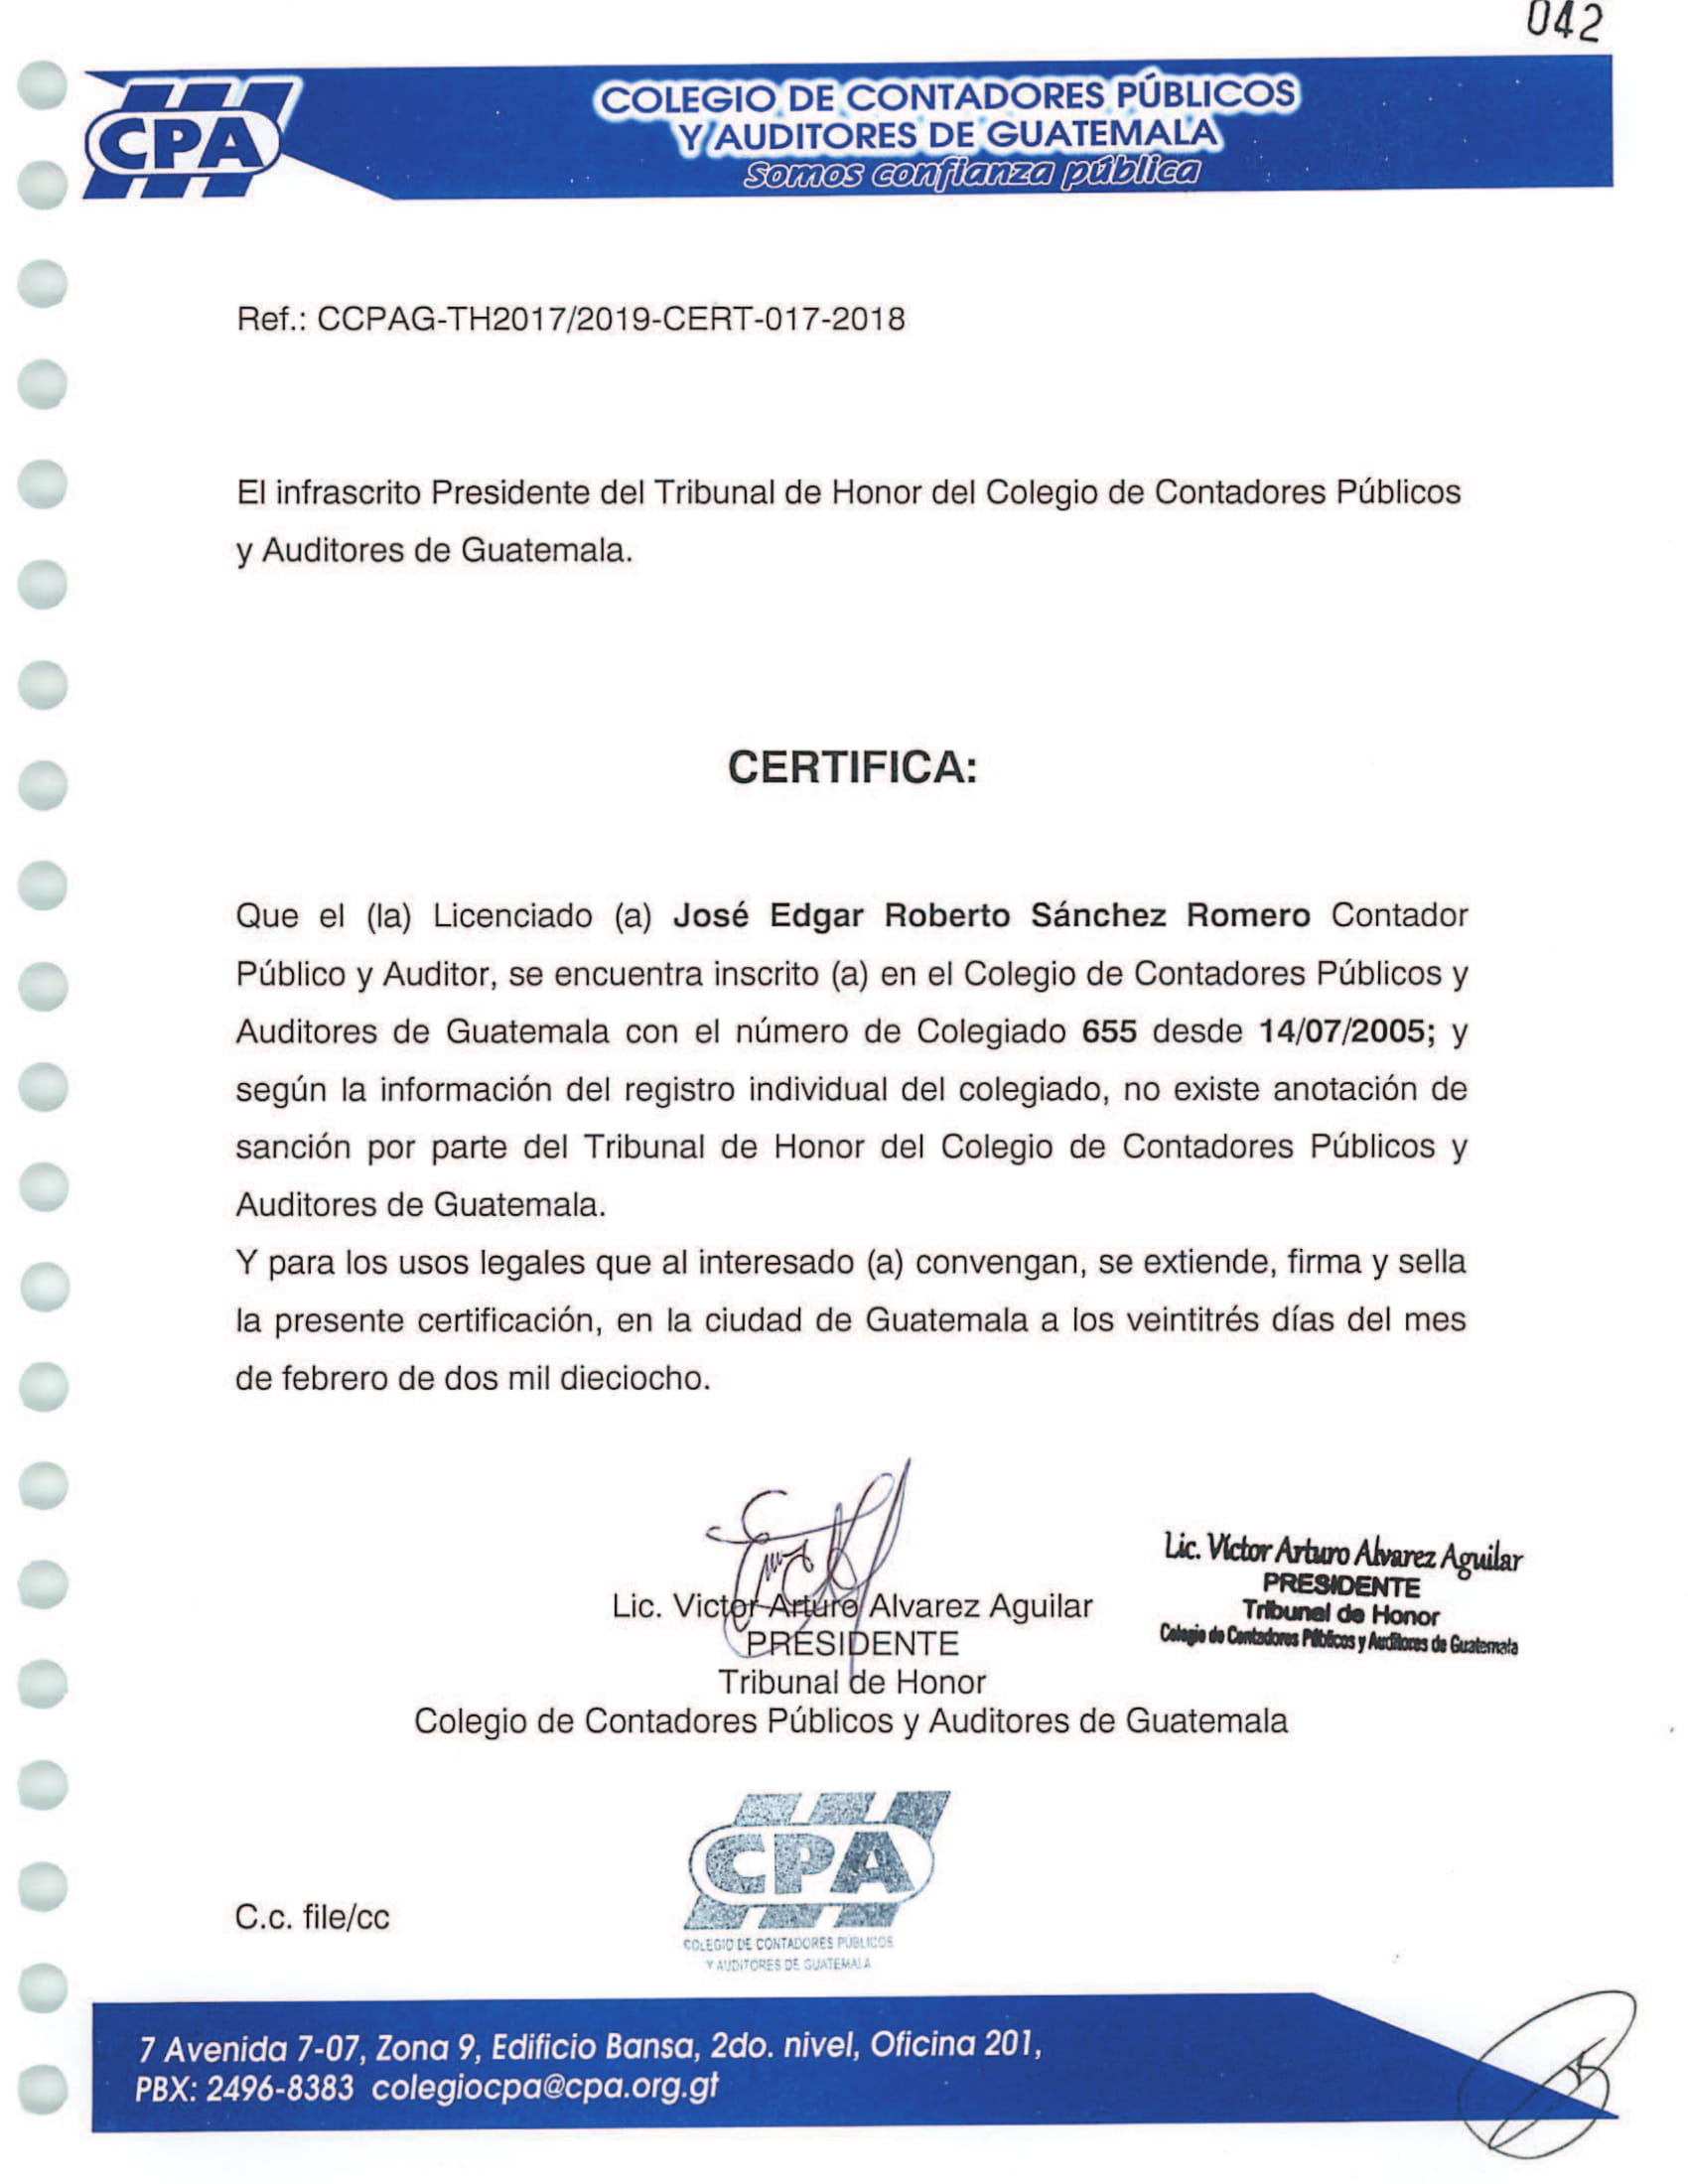 042
CPA
COLEGIO DE CONTADORES PÚBLICOS
Y AUDITORES DE GUATEMALA
Somos confianza pública
Ref.: CCPAG-TH2017/2019-CERT-017-2018
El infrascrito Presidente del Tribunal de Honor del Colegio de Contadores Públicos
y Auditores de Guatemala.
CERTIFICA:
Que el (la) Licenciado (a) José Edgar Roberto Sánchez Romero Contador
Público y Auditor, se encuentra inscrito (a) en el Colegio de Contadores Públicos y
Auditores de Guatemala con el número de Colegiado 655 desde 14/07/2005; y
según la información del registro individual del colegiado, no existe anotación de
sanción por parte del Tribunal de Honor del Colegio de Contadores Públicos y
Auditores de Guatemala.
Y para los usos legales que al interesado (a) convengan, se extiende, firma y sella
la presente certificación, en la ciudad de Guatemala a los veintitrés días del mes
de febrero de dos mil dieciocho.
Lic. Victor Arturo Alvarez Aguilar
PRESIDENTE
Tribunal de Honor
Colegio de Contadores Públicos y Auditores de Guatemala
Lic. Víctor Arturo Alvarez Aguilar
PRESIDENTE
Tribunal de Honor
Colegio de Contadores Públicos y Auditores de Guatemala
CPA
COLEGIO DE CONTADORES PÚBLICOS
Y AUDITORES DE GUATEMALA
C.c. file/cc
7 Avenida 7-07, Zona 9, Edificio Bansa, 2do. nivel, Oficina 201,
PBX: 2496-8383 colegiocpa@cpa.org.gt